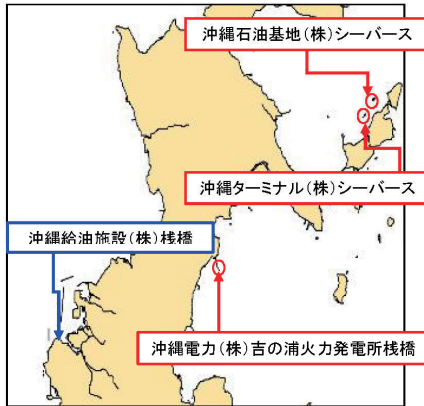 沖縄石油基地(株)シーバース
沖縄ターミナル(株)シーバース
沖縄給油施設(株)桟橋
沖縄電力(株)吉の浦火力発電所桟橋